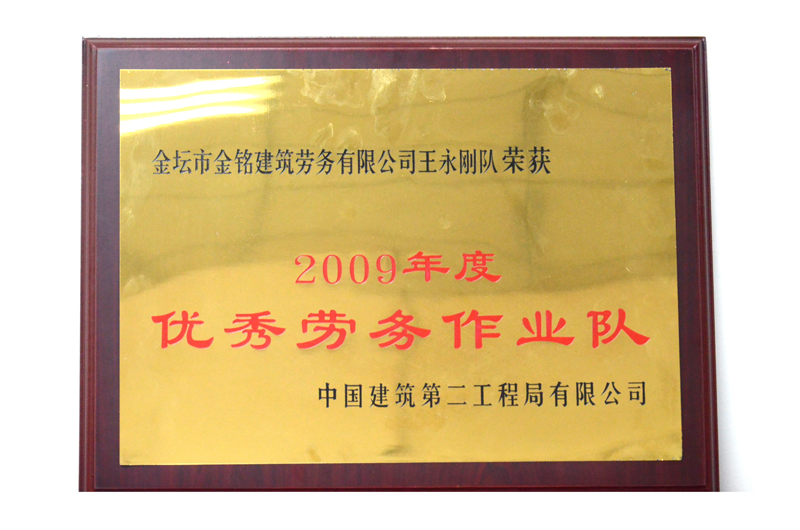 金坛市金铭建筑劳务有限公司王永刚队荣获
2009年度
优秀劳务作业队
中国建筑第二工程局有限公司